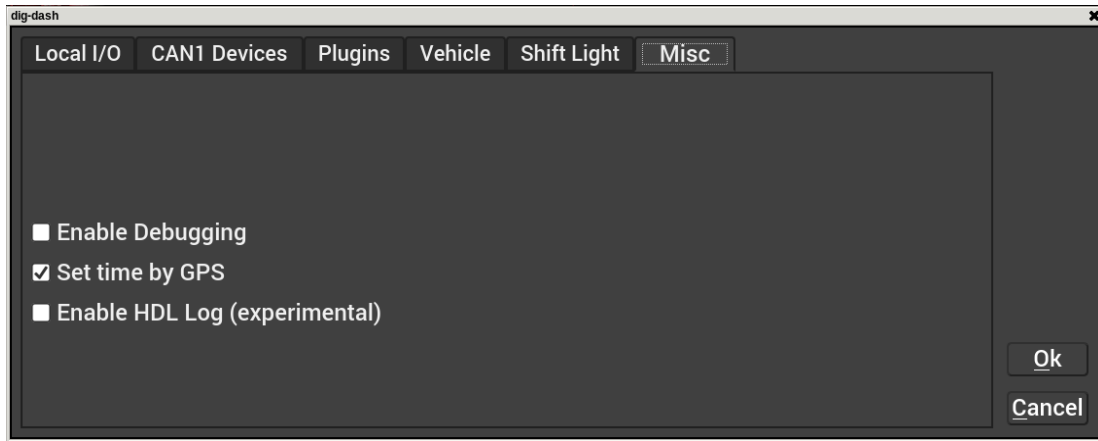 dig-dash
Local I/O CAN1 Devices Plugins Vehicle Shift Light Misc
Enable Debugging
Set time by GPS
Enable HDL Log (experimental)
Ok
Cancel